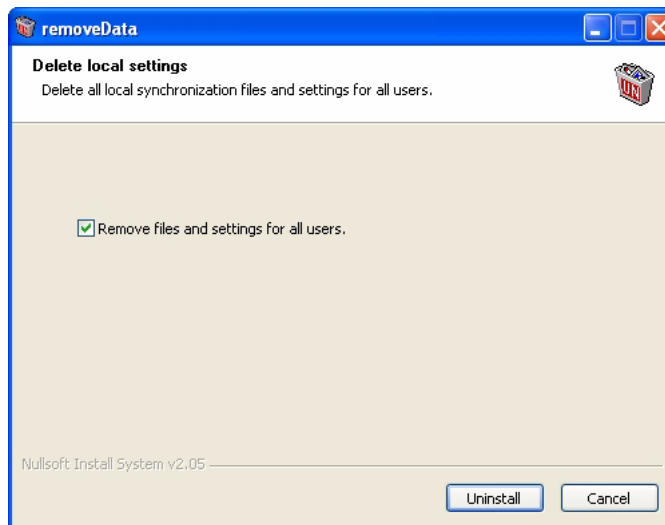 removeData
Delete local settings
Delete all local synchronization files and settings for all users.
UN
Remove files and settings for all users.
Nullsoft Install System v2.05
Uninstall
Cancel